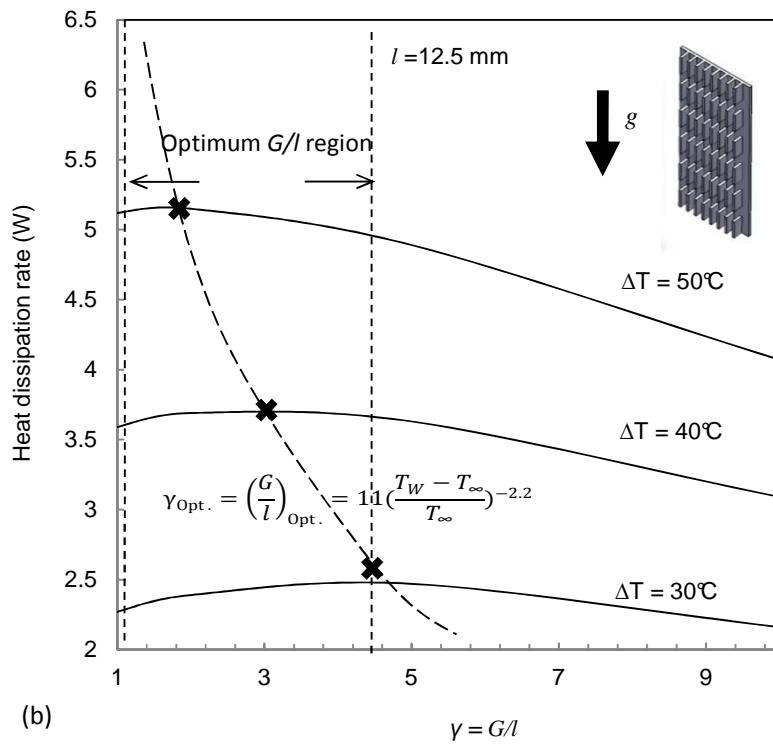 6.5
6
5.5
5
4.5
4
3.5
3
2.5
2
Heat dissipation rate (W)
l =12.5 mm
Optimum G/l region
g
ΔT = 50℃
ΔT = 40℃
γOpt. = (G/l)Opt. = 11(TW − T∞/T∞)−2.2
ΔT = 30℃
1 3 5 7 9
(b)
γ = G/l